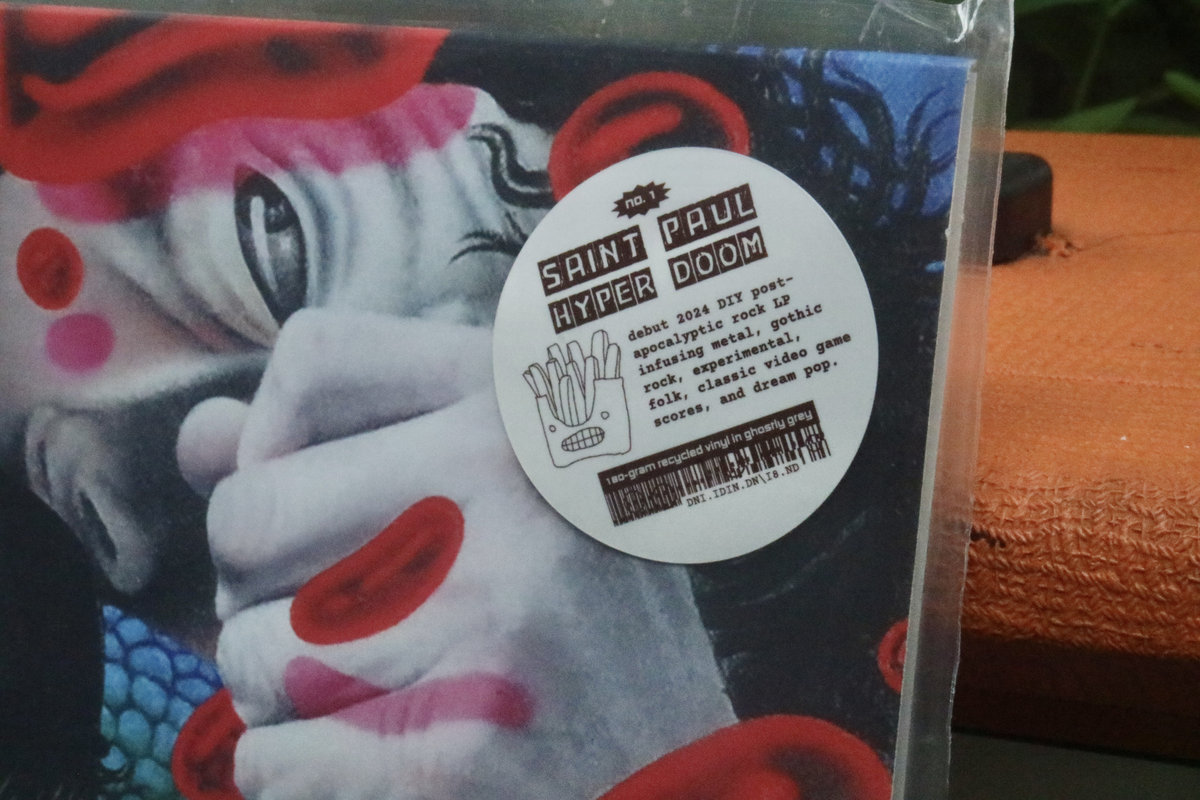 no. 1
SAINT PAUL
HYPER DOOM
debut 2024 DIY post-
apocalyptic rock LP
infusing metal, gothic
rock, experimental,
folk, classic video game
scores, and dream pop.
180-gram recycled vinyl in ghostly grey
DNI.IDIN.DN\I8.ND